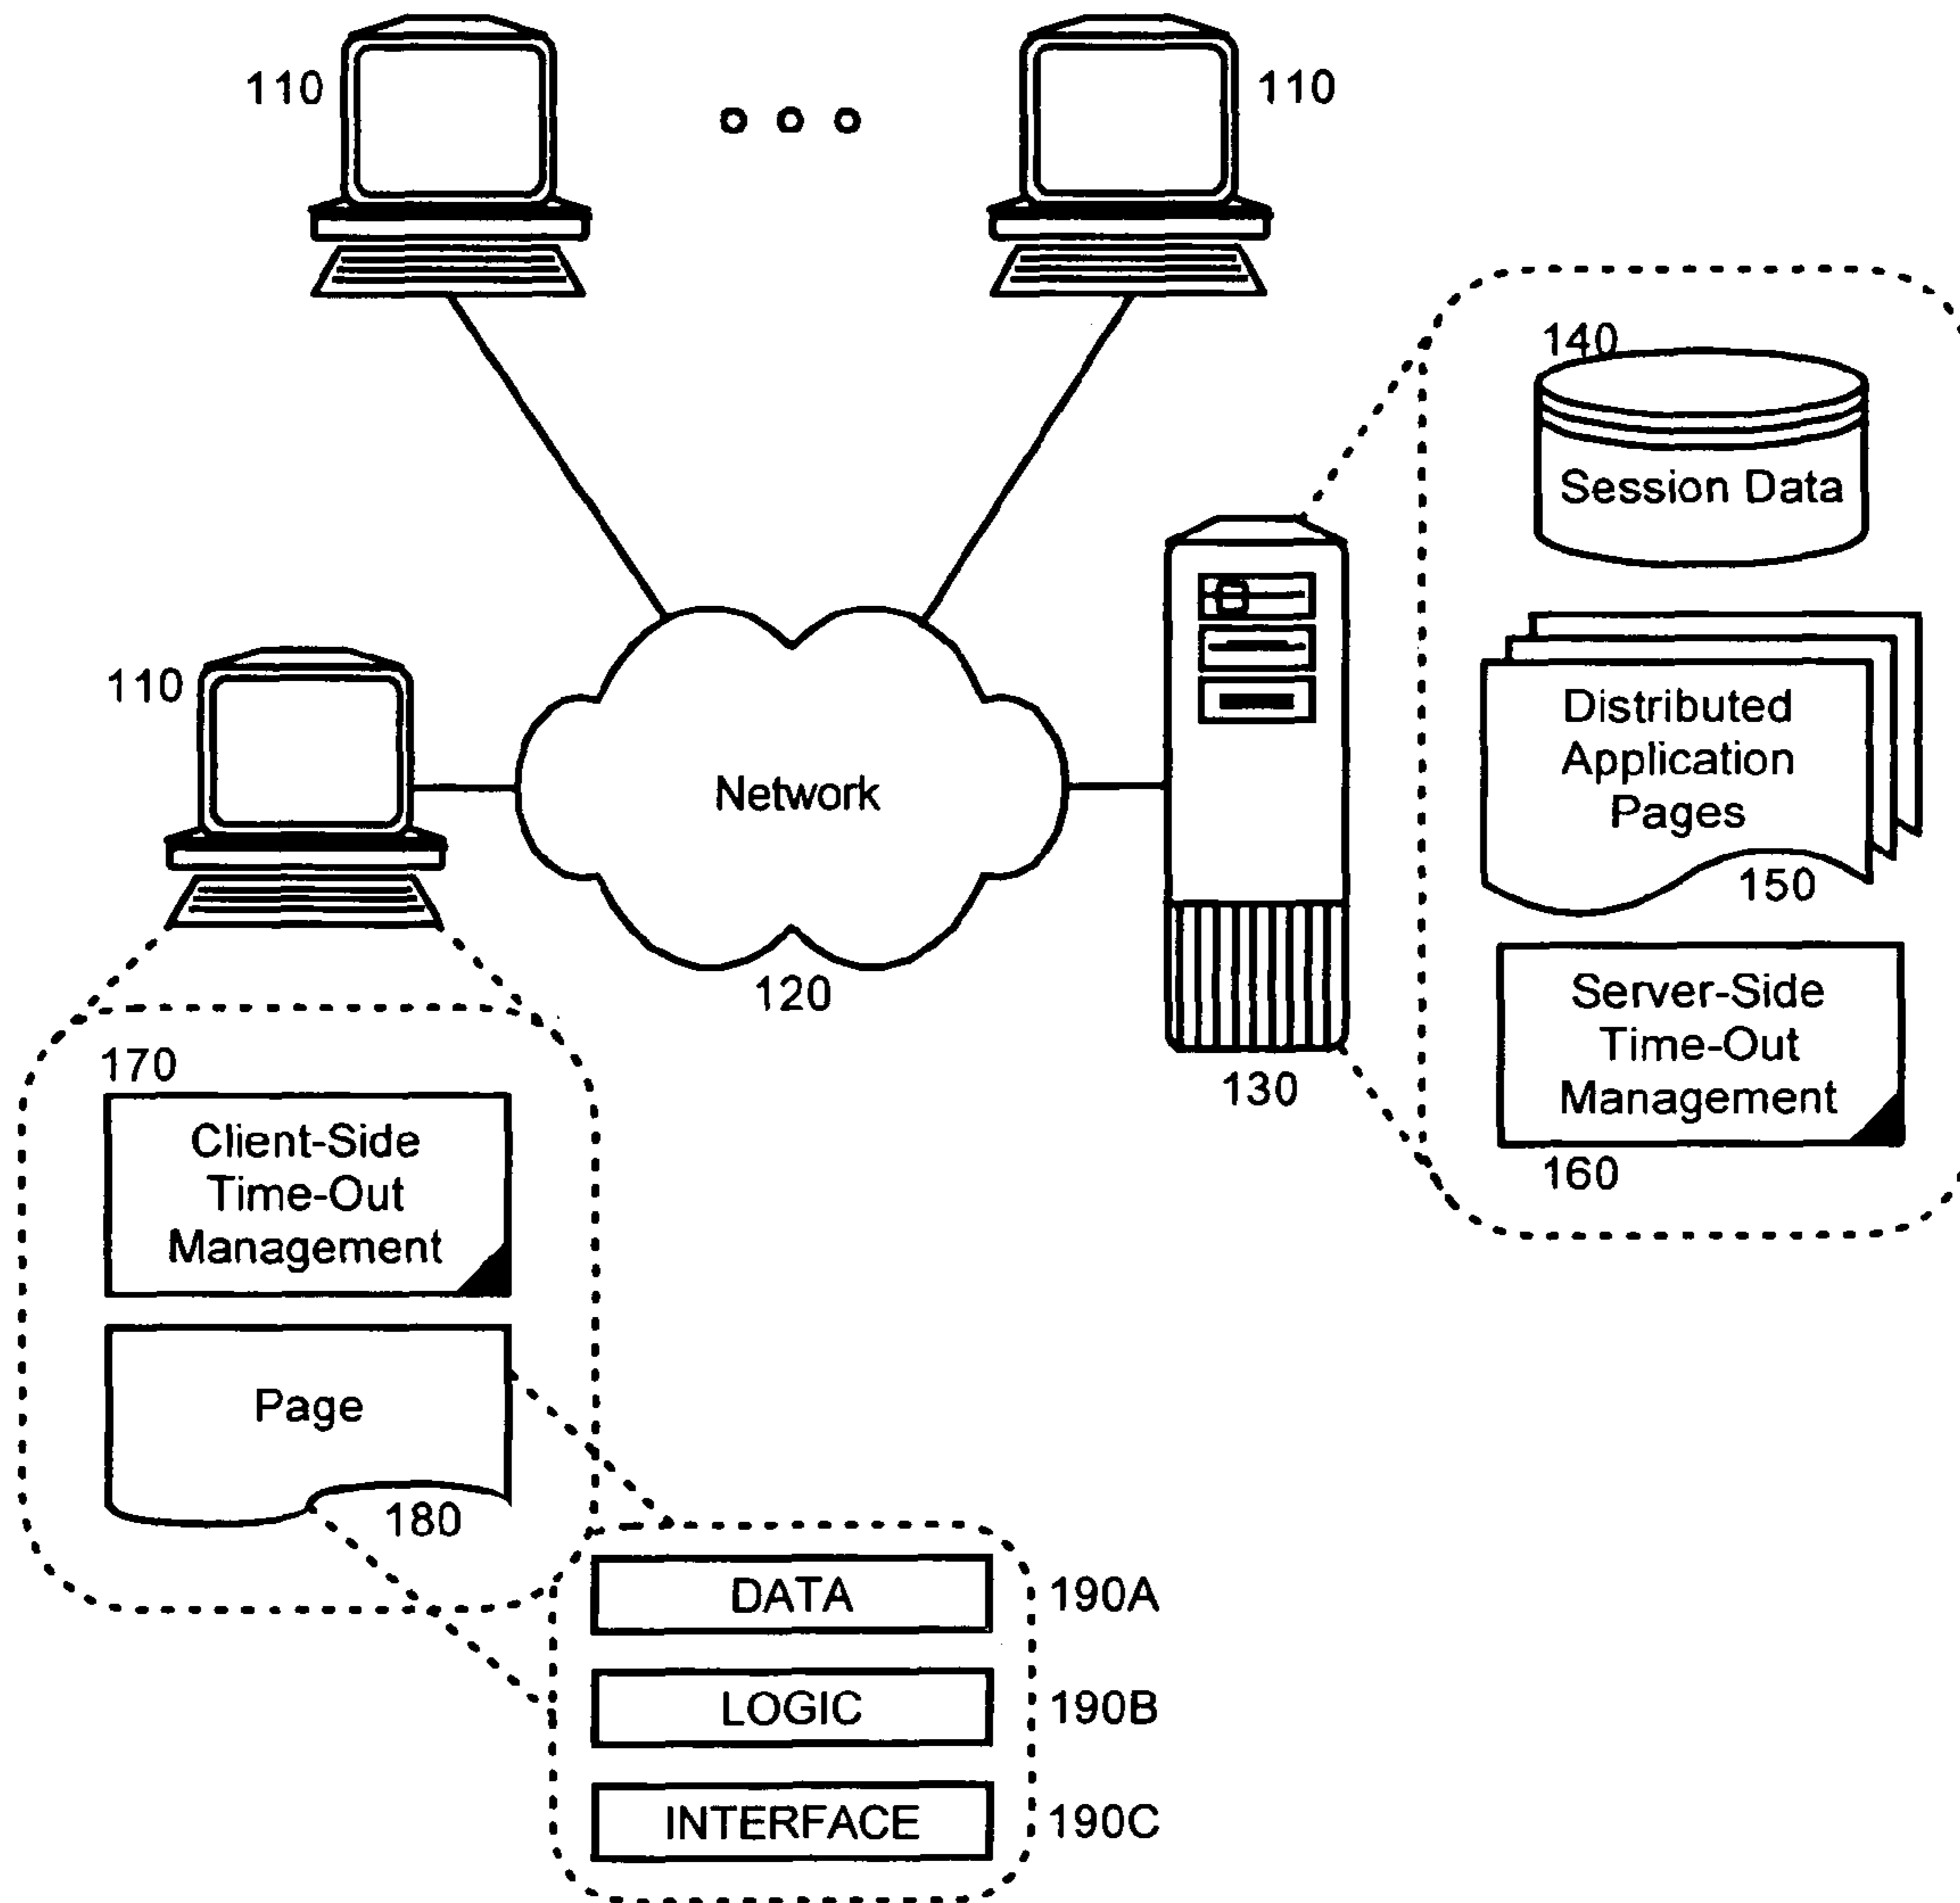 110
110
140
Session Data
110
Distributed
Application
Pages
150
Network
120
Server-Side
Time-Out
Management
160
130
170
Client-Side
Time-Out
Management
Page
180
DATA
190A
LOGIC
190B
INTERFACE
190C